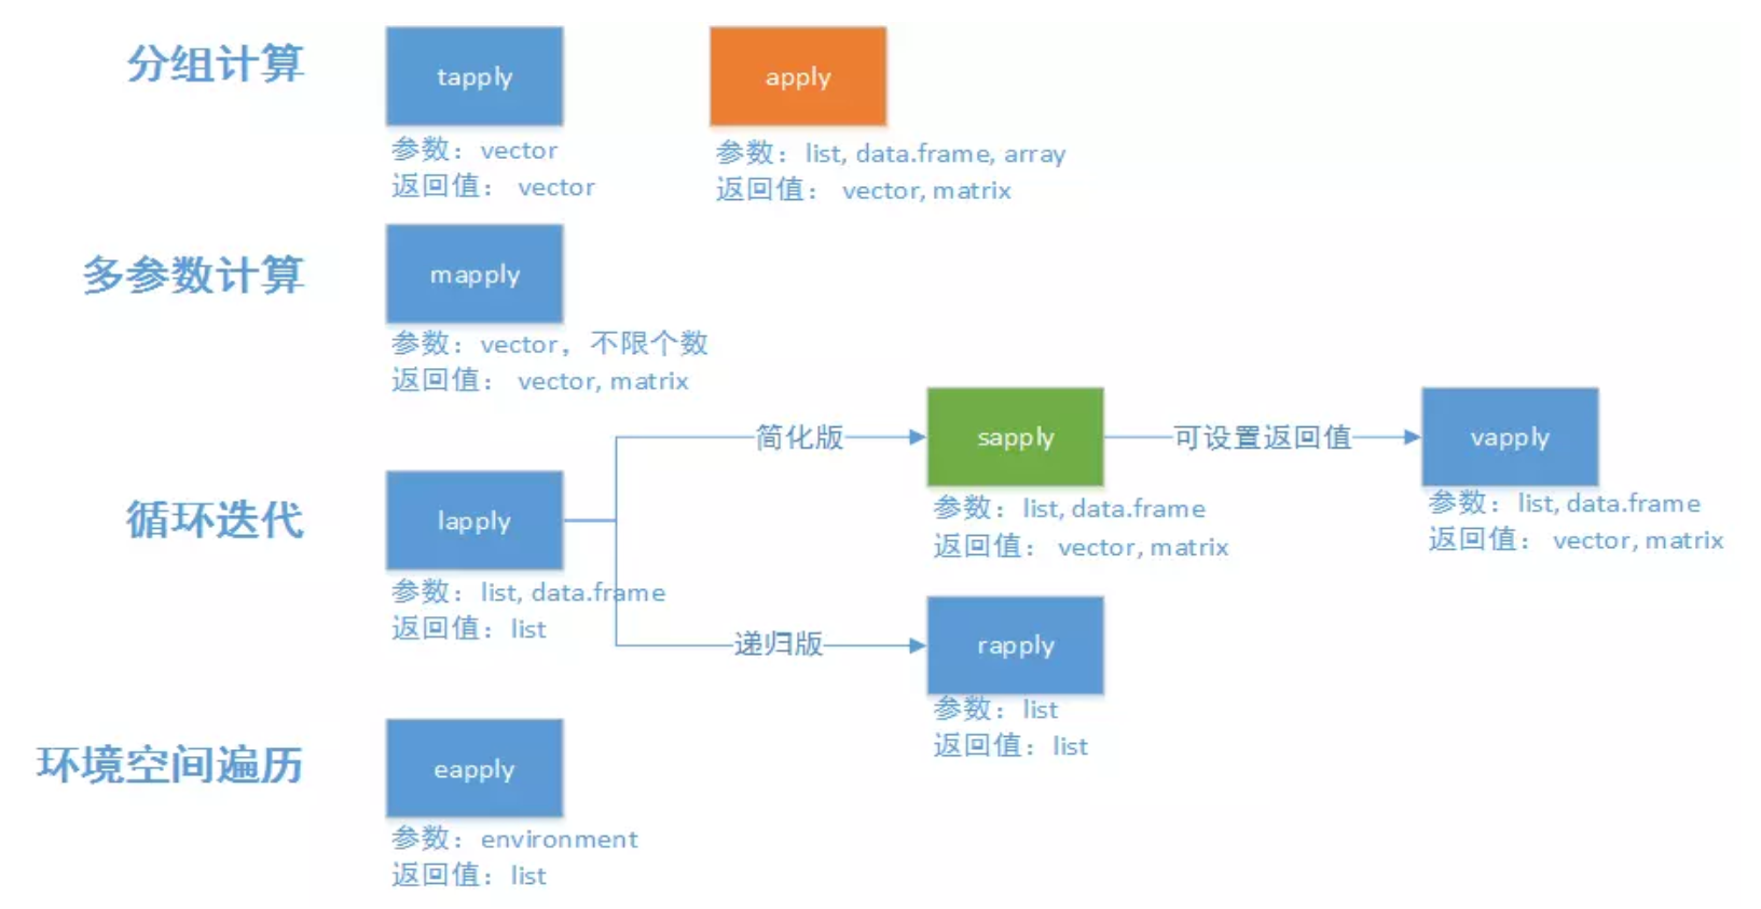 分组计算
tapply
参数：vector
返回值： vector
apply
参数：list, data.frame, array
返回值： vector, matrix
多参数计算
mapply
参数：vector，不限个数
返回值： vector, matrix
循环迭代
lapply
参数：list, data.frame
返回值：list
简化版
sapply
参数：list, data.frame
返回值： vector, matrix
可设置返回值
vapply
参数：list, data.frame
返回值： vector, matrix
递归版
rapply
参数：list
返回值：list
环境空间遍历
eapply
参数：environment
返回值：list